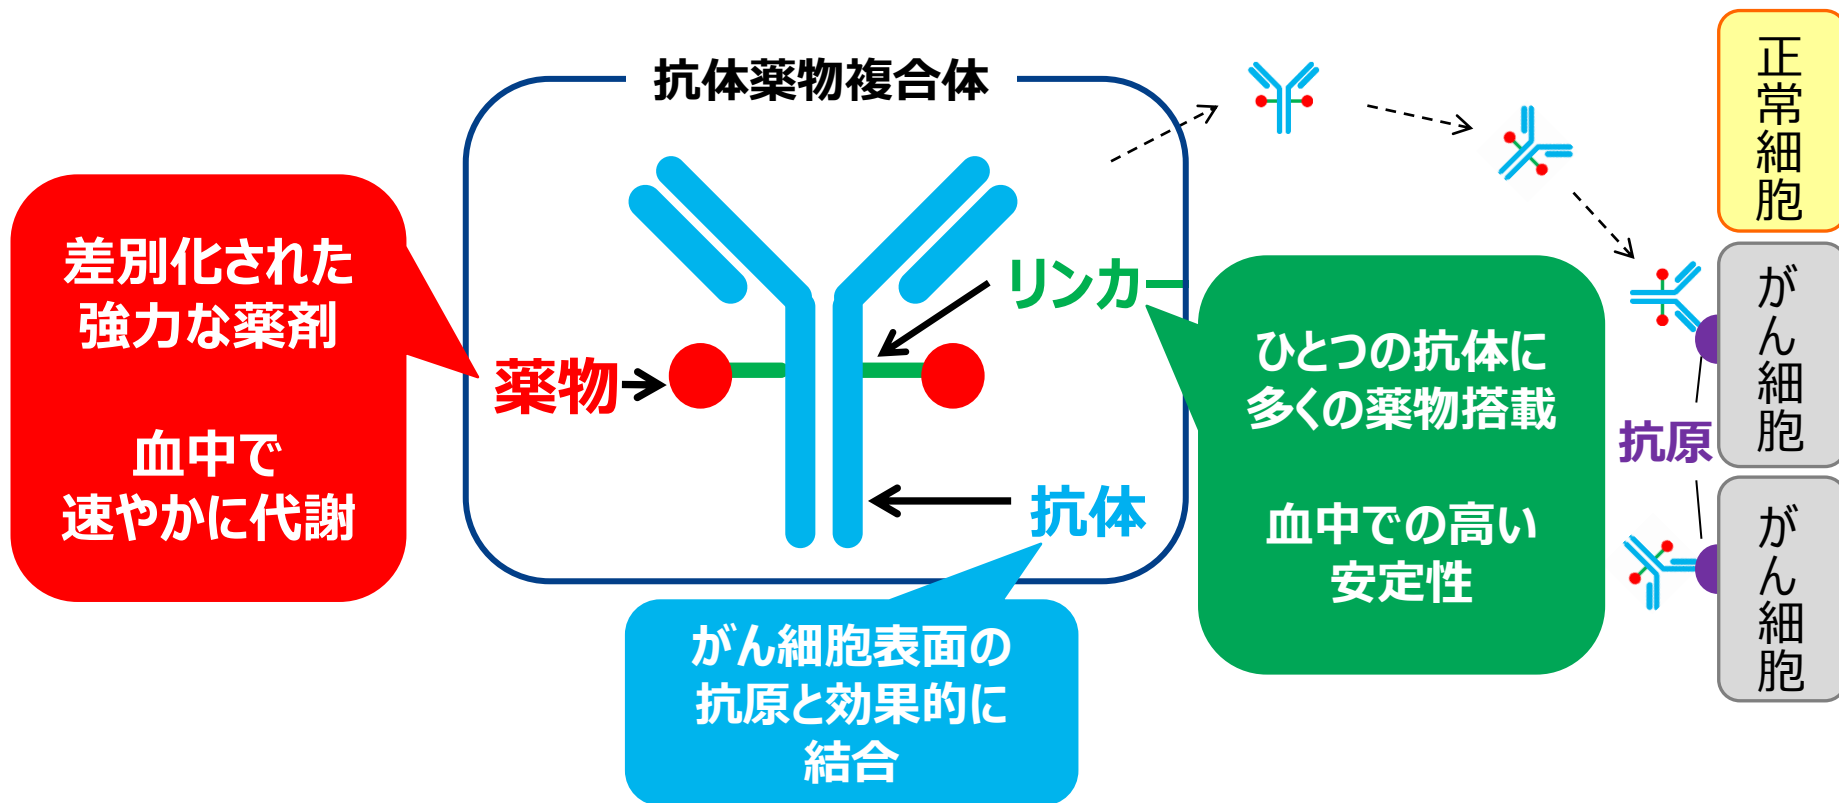 抗体薬物複合体
差別化された
強力な薬剤
血中で
速やかに代謝
薬物
リンカー
抗体
がん細胞表面の
抗原と効果的に
結合
ひとつの抗体に
多くの薬物搭載
血中での高い
安定性
正常細胞
がん細胞
抗原
がん細胞